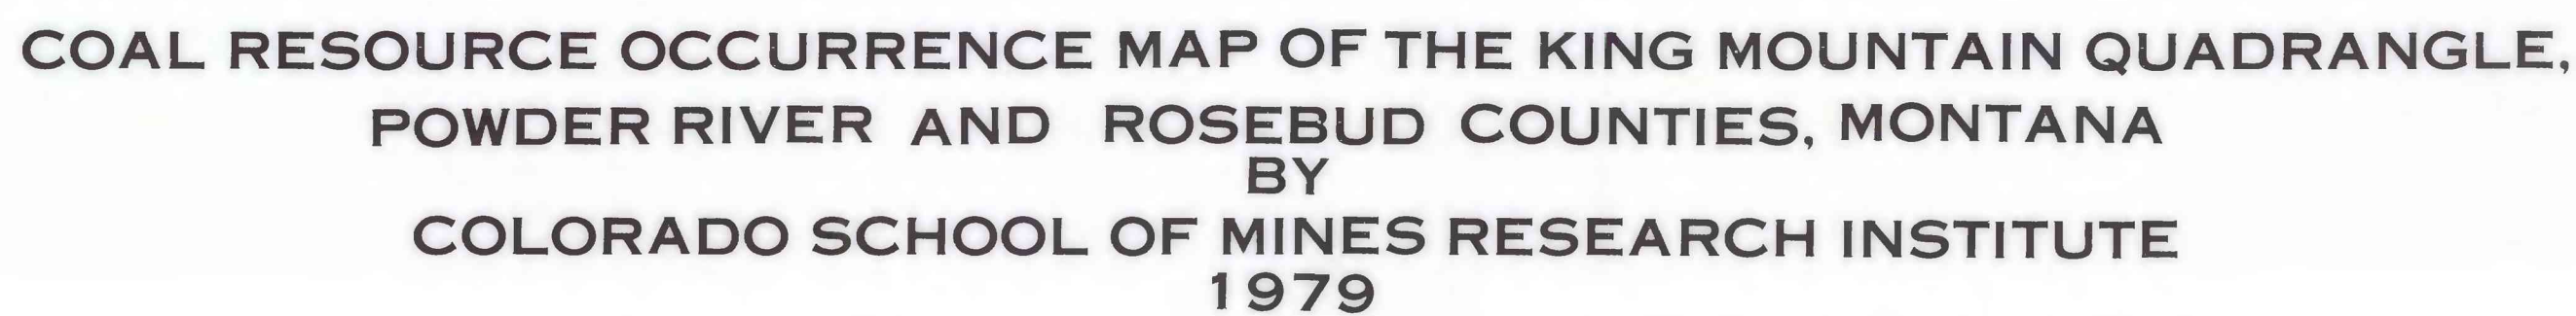 COAL RESOURCE OCCURRENCE MAP OF THE KING MOUNTAIN QUADRANGLE,
POWDER RIVER AND ROSEBUD COUNTIES, MONTANA
BY
COLORADO SCHOOL OF MINES RESEARCH INSTITUTE
1979